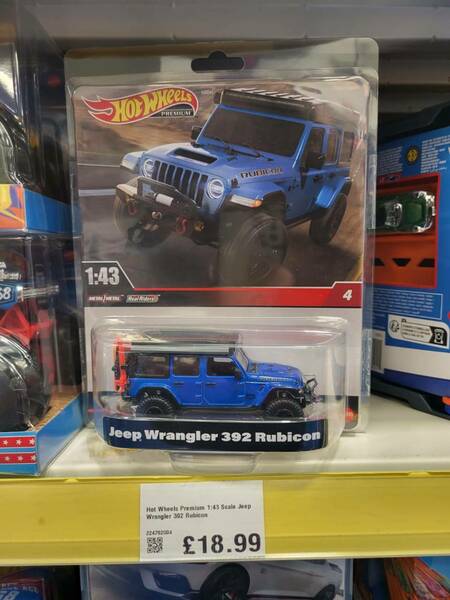 HOT WHEELS
PREMIUM
RUBICON
1:43
METAL/METAL Real Riders
4
Jeep Wrangler 392 Rubicon
Hot Wheels Premium 1:43 Scale Jeep
Wrangler 392 Rubicon
£18.99